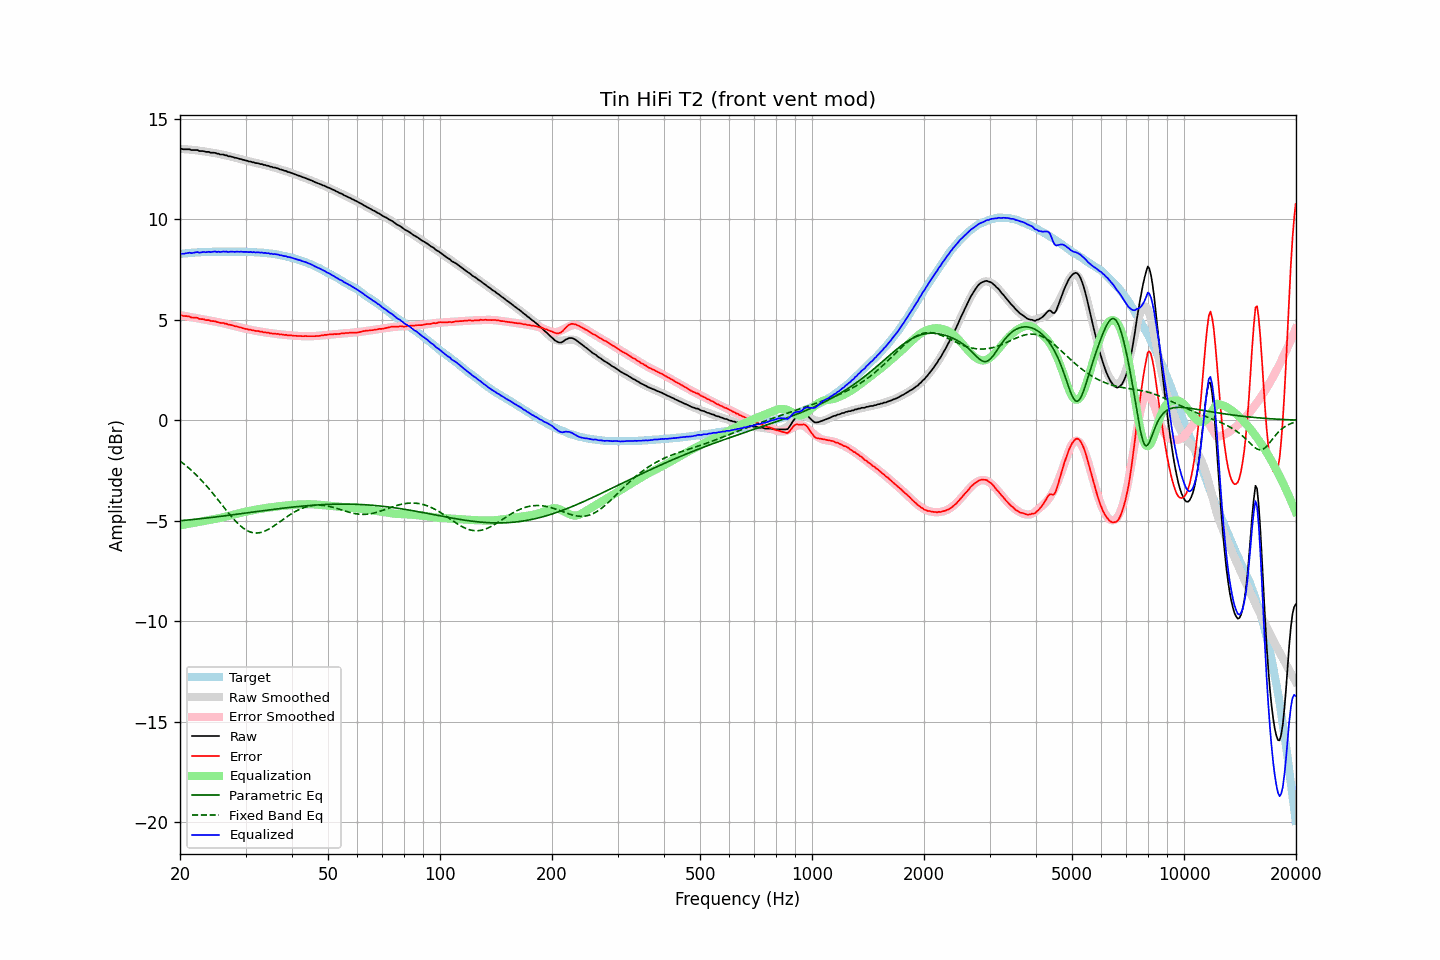 Tin HiFi T2 (front vent mod)
15
10
5
0
−5
−10
−15
−20
Amplitude (dBr)
Target
Raw Smoothed
Error Smoothed
Raw
Error
Equalization
Parametric Eq
Fixed Band Eq
Equalized
20 50 100 200 500 1000 2000 5000 10000 20000
Frequency (Hz)